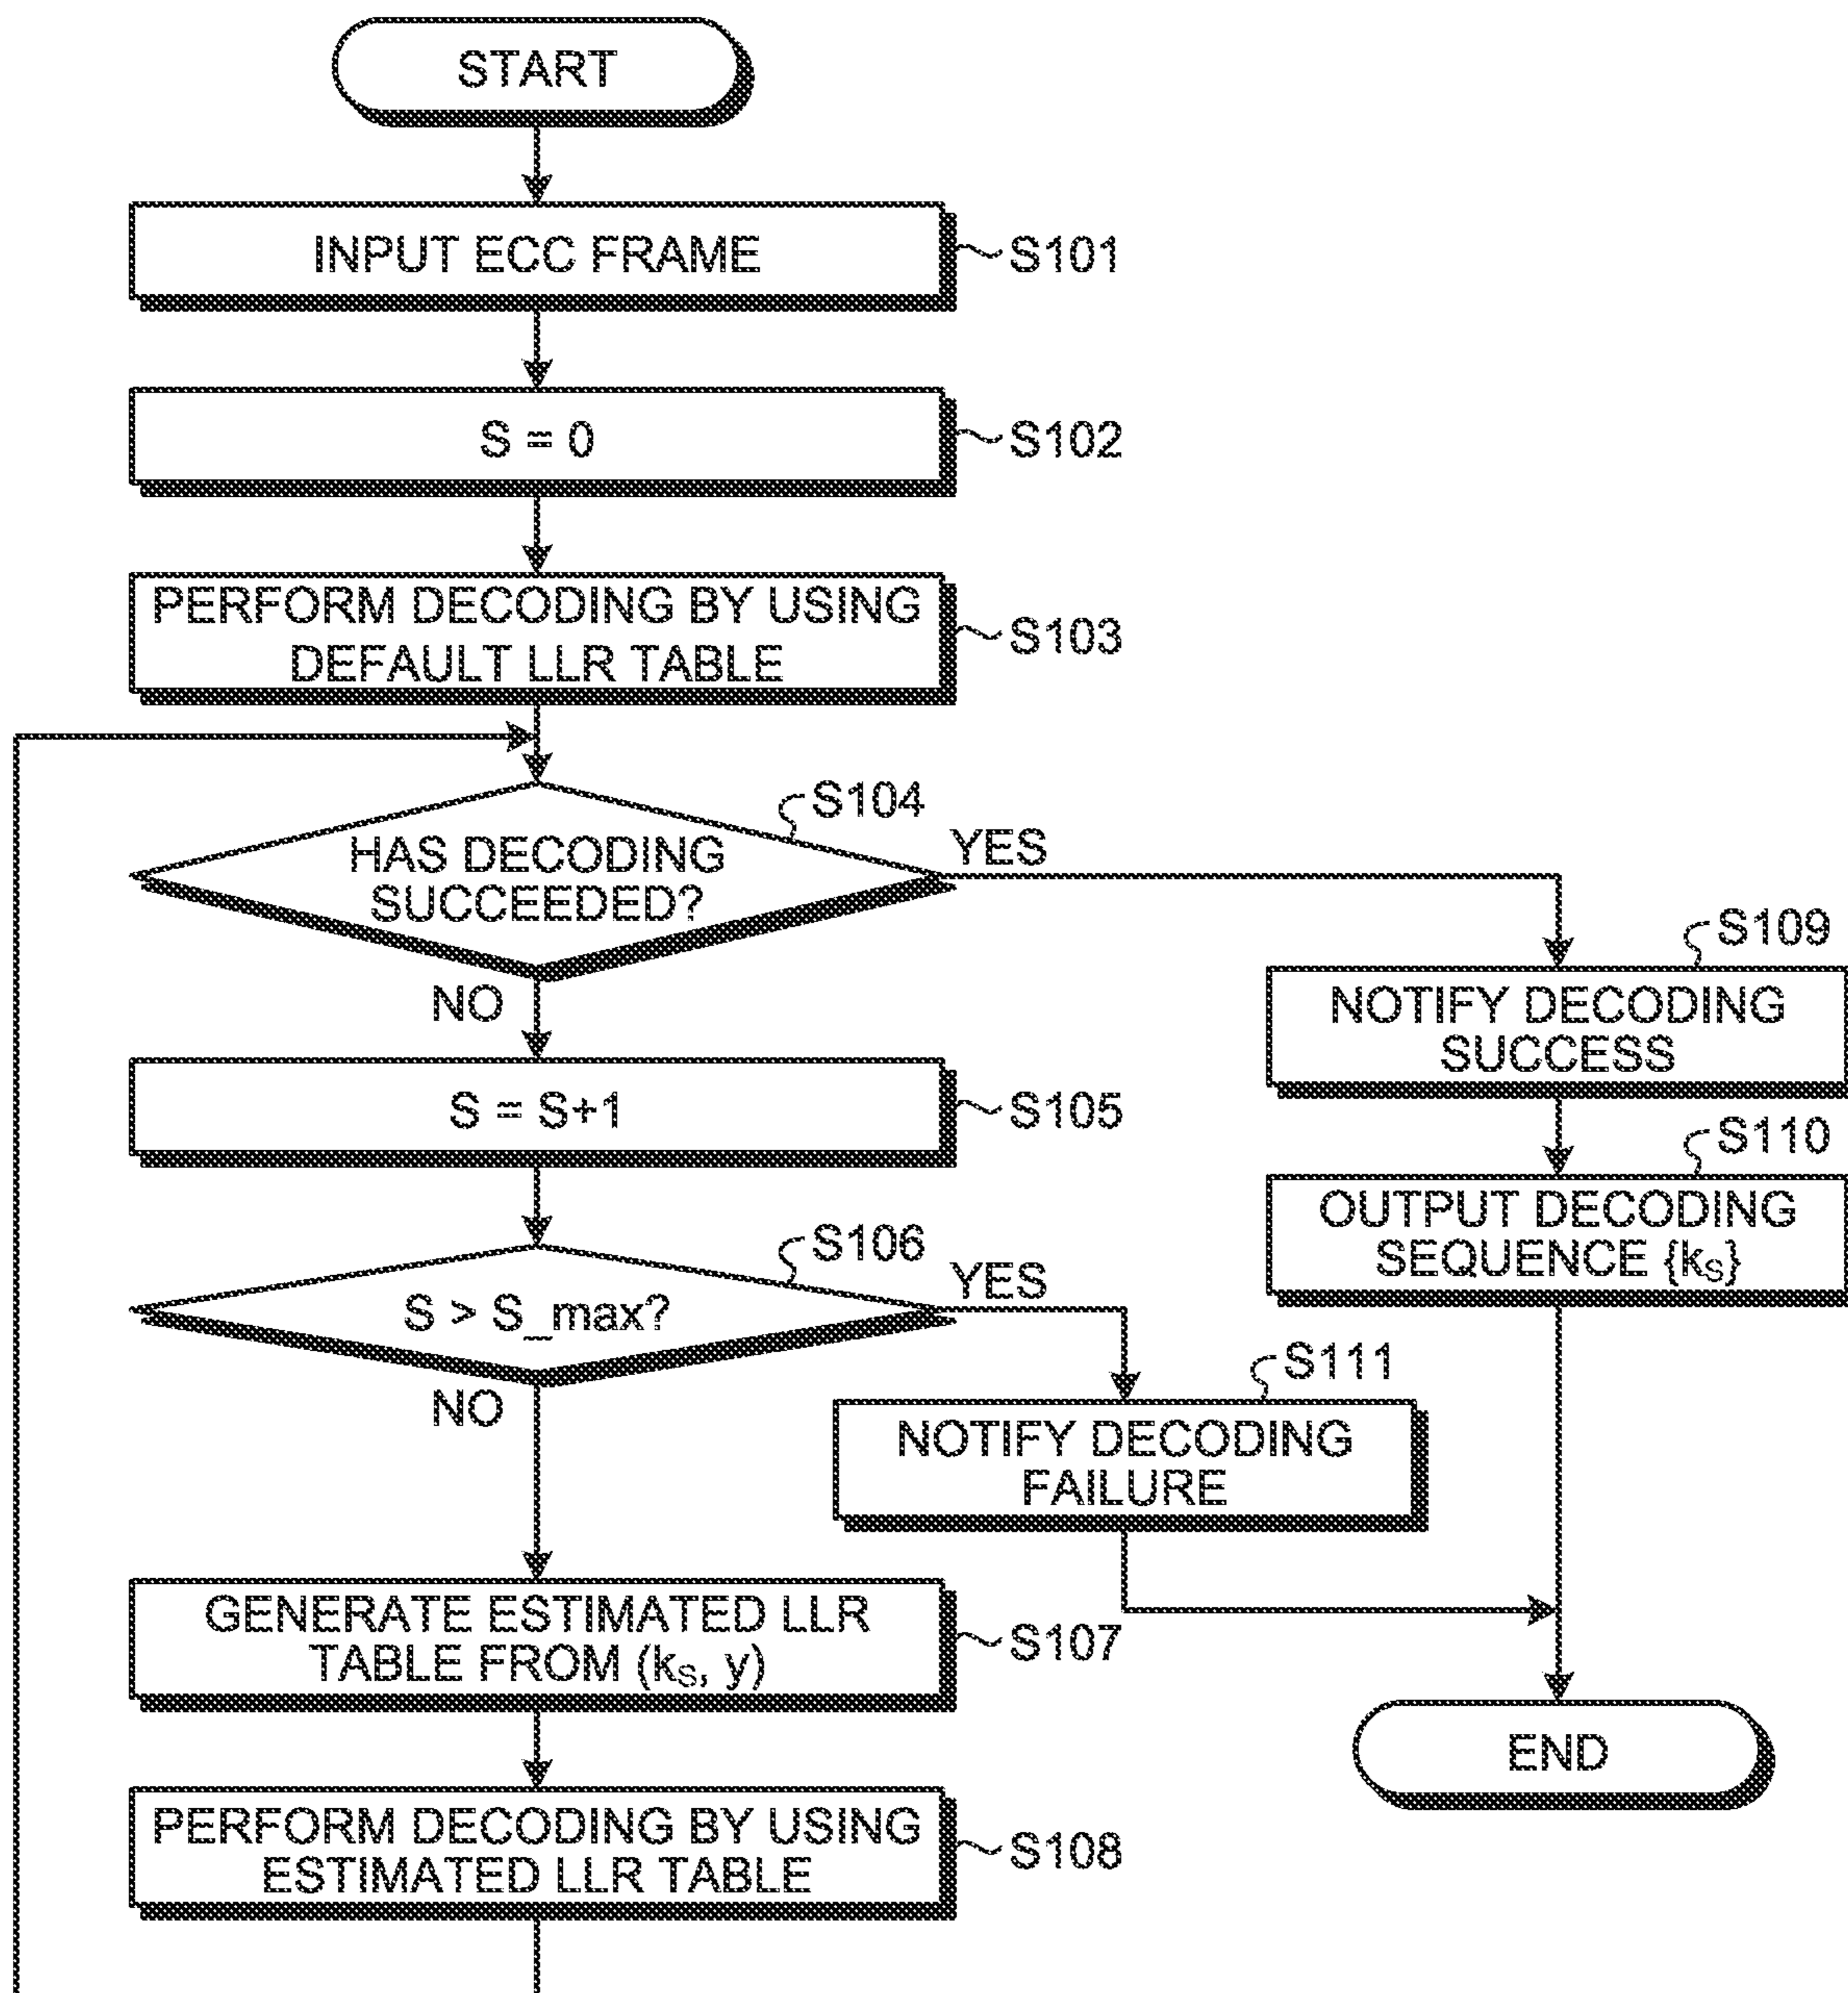 START
INPUT ECC FRAME
S101
S = 0
S102
PERFORM DECODING BY USING
DEFAULT LLR TABLE
S103
S104
HAS DECODING
SUCCEEDED?
YES
NO
S109
NOTIFY DECODING
SUCCESS
S = S+1
S105
S110
OUTPUT DECODING
SEQUENCE {kS}
S106
S > S_max?
YES
NO
S111
NOTIFY DECODING
FAILURE
GENERATE ESTIMATED LLR
TABLE FROM (kS, y)
S107
END
PERFORM DECODING BY USING
ESTIMATED LLR TABLE
S108